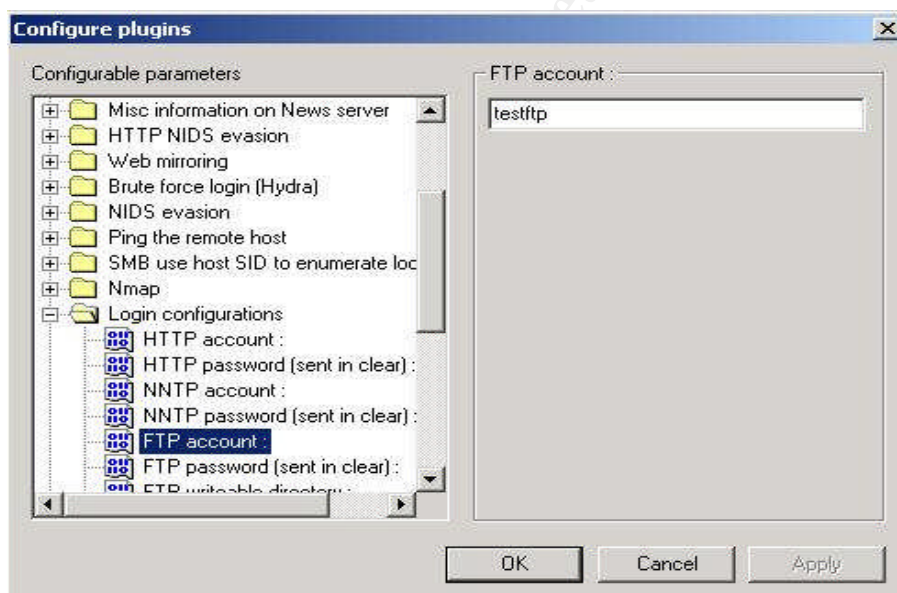 Configure plugins
Configurable parameters
Misc information on News server
HTTP NIDS evasion
Web mirroring
Brute force login (Hydra)
NIDS evasion
Ping the remote host
SMB use host SID to enumerate loc
Nmap
Login configurations
HTTP account :
HTTP password (sent in clear) :
NNTP account :
NNTP password (sent in clear) :
FTP account :
FTP password (sent in clear) :
FTP writeable directory :
FTP account :
testftp
OK
Cancel
Apply